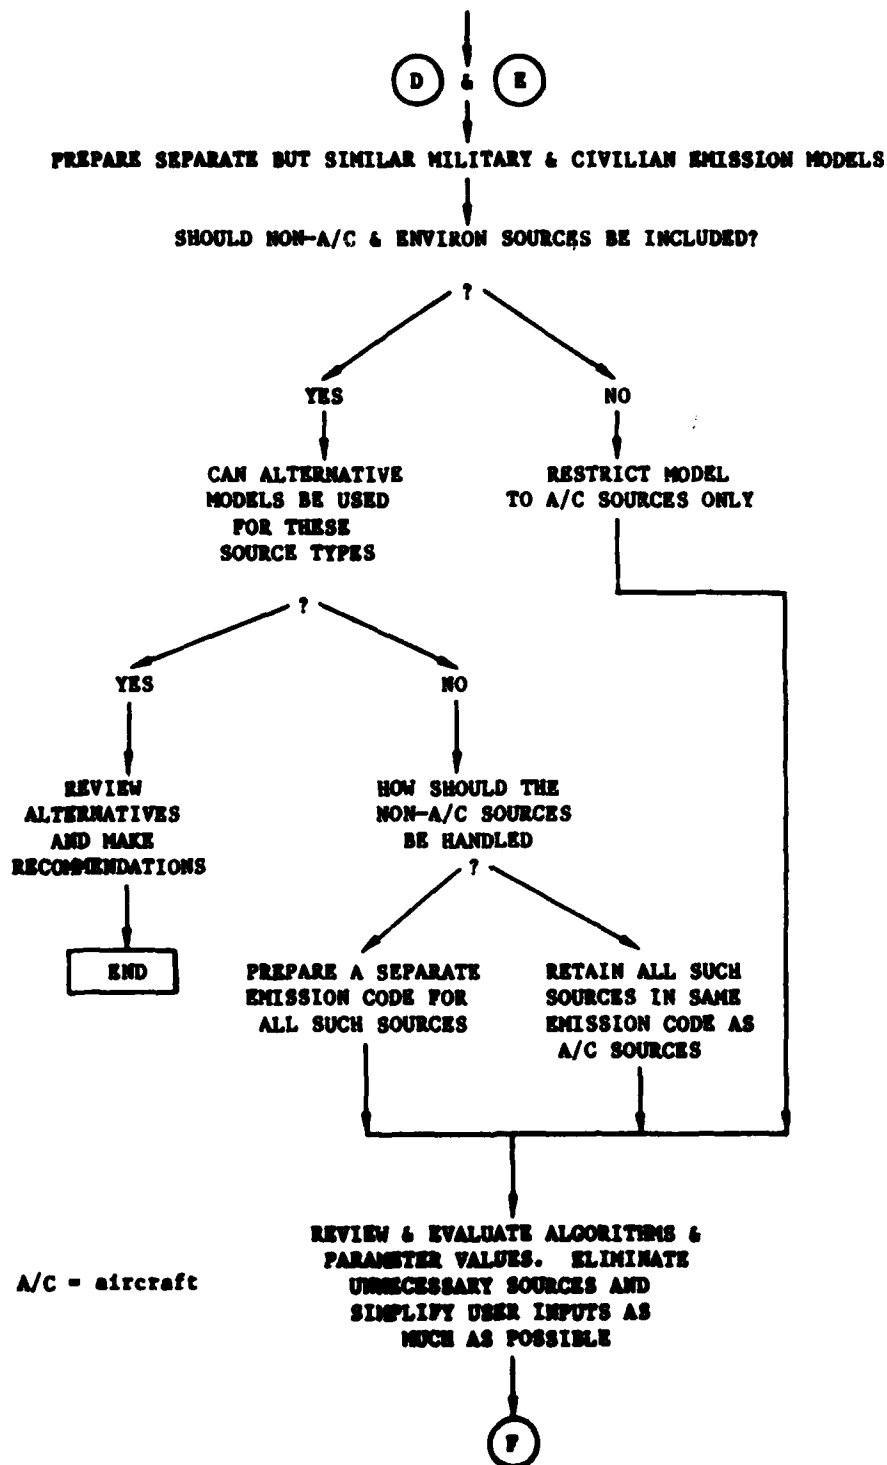 D & E
PREPARE SEPARATE BUT SIMILAR MILITARY & CIVILIAN EMISSION MODELS
SHOULD NON-A/C & ENVIRON SOURCES BE INCLUDED?
?
YES
NO
CAN ALTERNATIVE
MODELS BE USED
FOR THESE
SOURCE TYPES
RESTRICT MODEL
TO A/C SOURCES ONLY
?
YES
NO
REVIEW
ALTERNATIVES
AND MAKE
RECOMMENDATIONS
HOW SHOULD THE
NON-A/C SOURCES
BE HANDLED
?
END
PREPARE A SEPARATE
EMISSION CODE FOR
ALL SUCH SOURCES
RETAIN ALL SUCH
SOURCES IN SAME
EMISSION CODE AS
A/C SOURCES
REVIEW & EVALUATE ALGORITHMS &
PARAMETER VALUES. ELIMINATE
UNNECESSARY SOURCES AND
SIMPLIFY USER INPUTS AS
MUCH AS POSSIBLE
A/C = aircraft
F